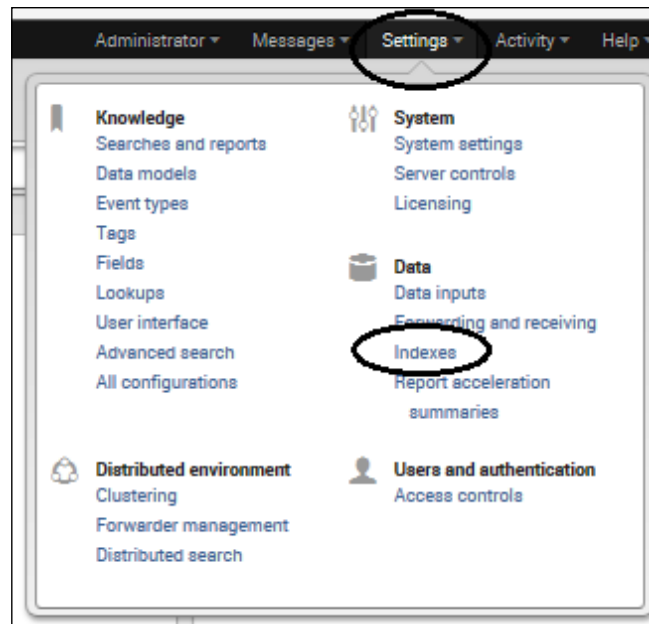 Administrator Messages Settings Activity Help
Knowledge
Searches and reports
Data models
Event types
Tags
Fields
Lookups
User interface
Advanced search
All configurations
System
System settings
Server controls
Licensing
Data
Data inputs
Forwarding and receiving
Indexes
Report acceleration
summaries
Distributed environment
Clustering
Forwarder management
Distributed search
Users and authentication
Access controls